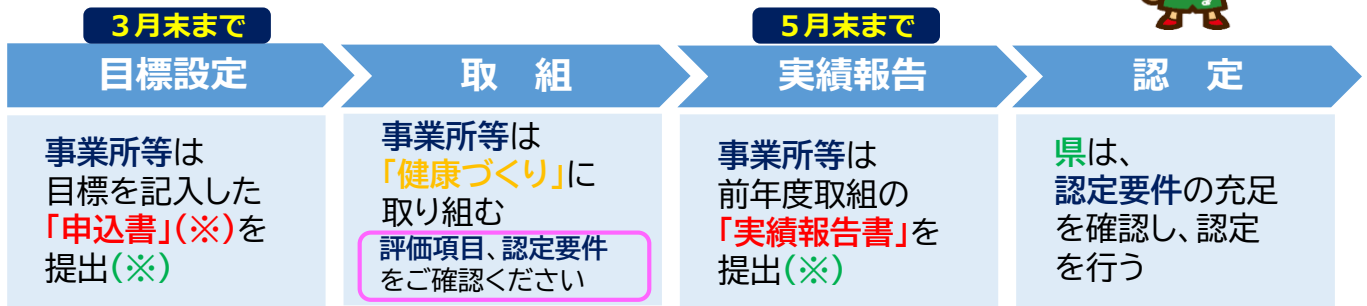 3月末まで
目標設定
事業所等は
目標を記入した
「申込書」(※)を
提出(※)
取 組
事業所等は
「健康づくり」に
取り組む
評価項目、認定要件
をご確認ください
5月末まで
実績報告
事業所等は
前年度取組の
「実績報告書」を
提出(※)
認 定
県は、
認定要件の充足
を確認し、認定
を行う